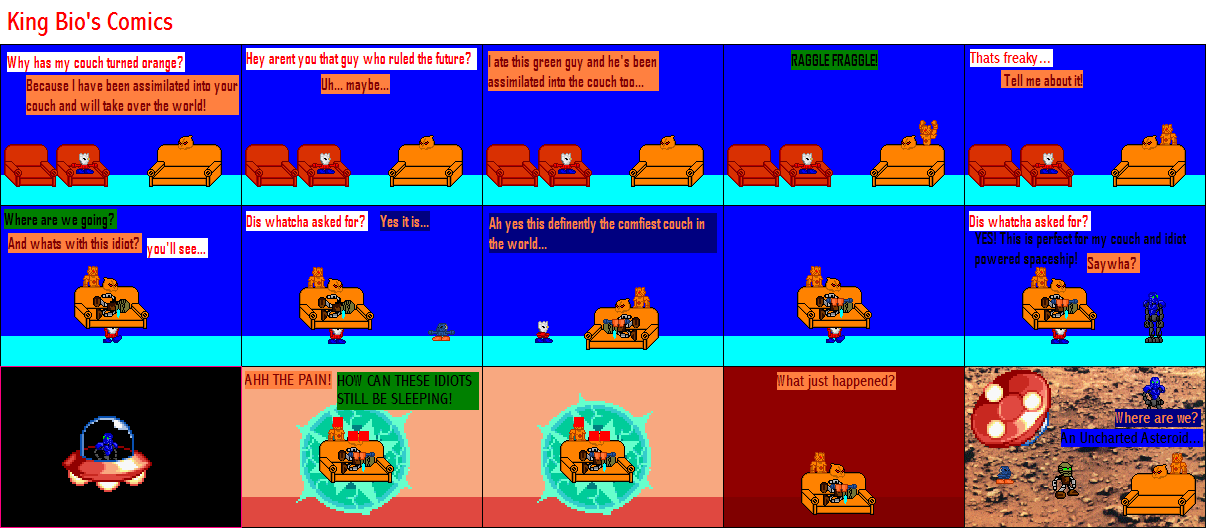 King Bio's Comics
Why has my couch turned orange?
Because I have been assimilated into your
couch and will take over the world!
Hey arent you that guy who ruled the future?
Uh... maybe...
I ate this green guy and he's been
assimilated into the couch too...
RAGGLE FRAGGLE!
Thats freaky...
Tell me about it!
Where are we going?
And whats with this idiot?
you'll see...
Dis whatcha asked for?
Yes it is...
Ah yes this definently the comfiest couch in
the world...
Dis whatcha asked for?
YES! This is perfect for my couch and idiot
powered spaceship!
Saywha?
AHH THE PAIN!
HOW CAN THESE IDIOTS
STILL BE SLEEPING!
What just happened?
Where are we?
An Uncharted Asteroid...